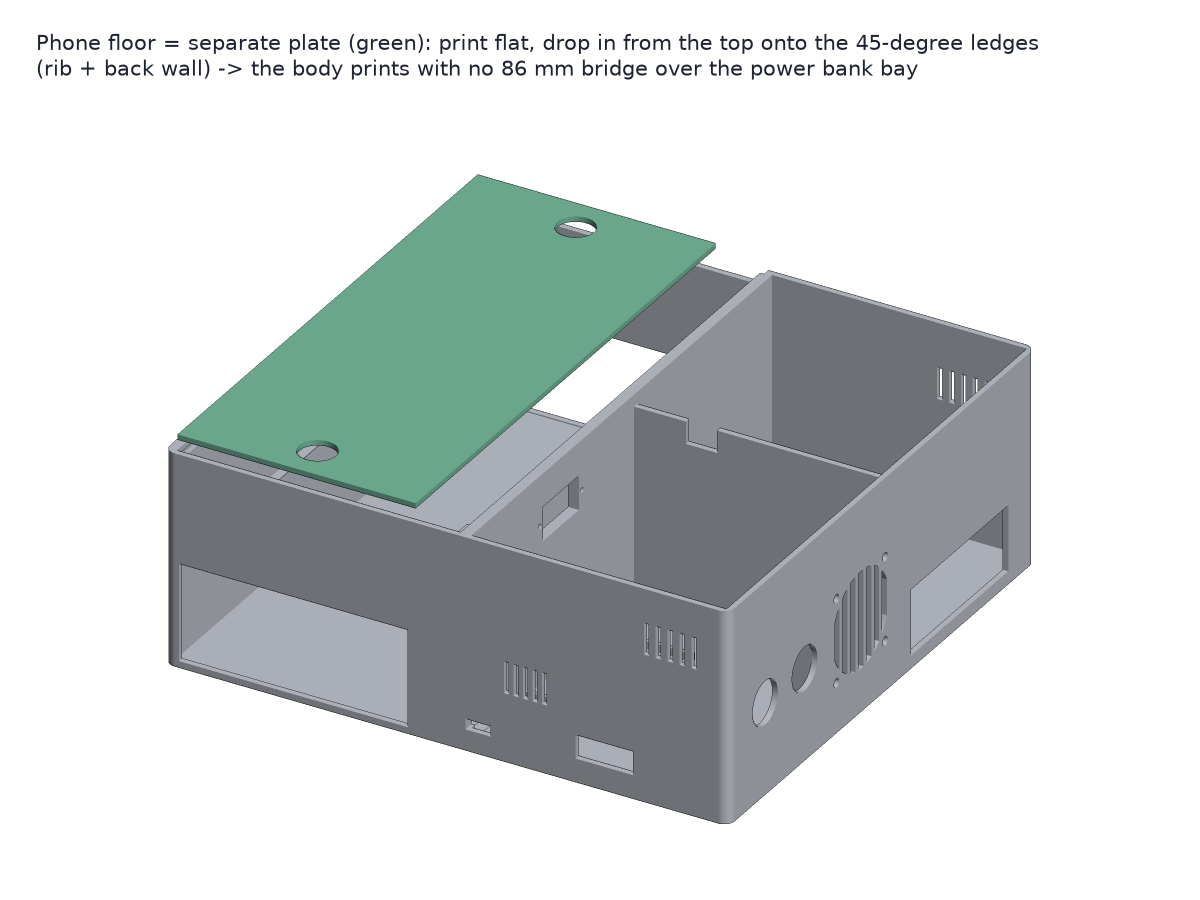 Phone floor = separate plate (green): print flat, drop in from the top onto the 45-degree ledges
(rib + back wall) -> the body prints with no 86 mm bridge over the power bank bay